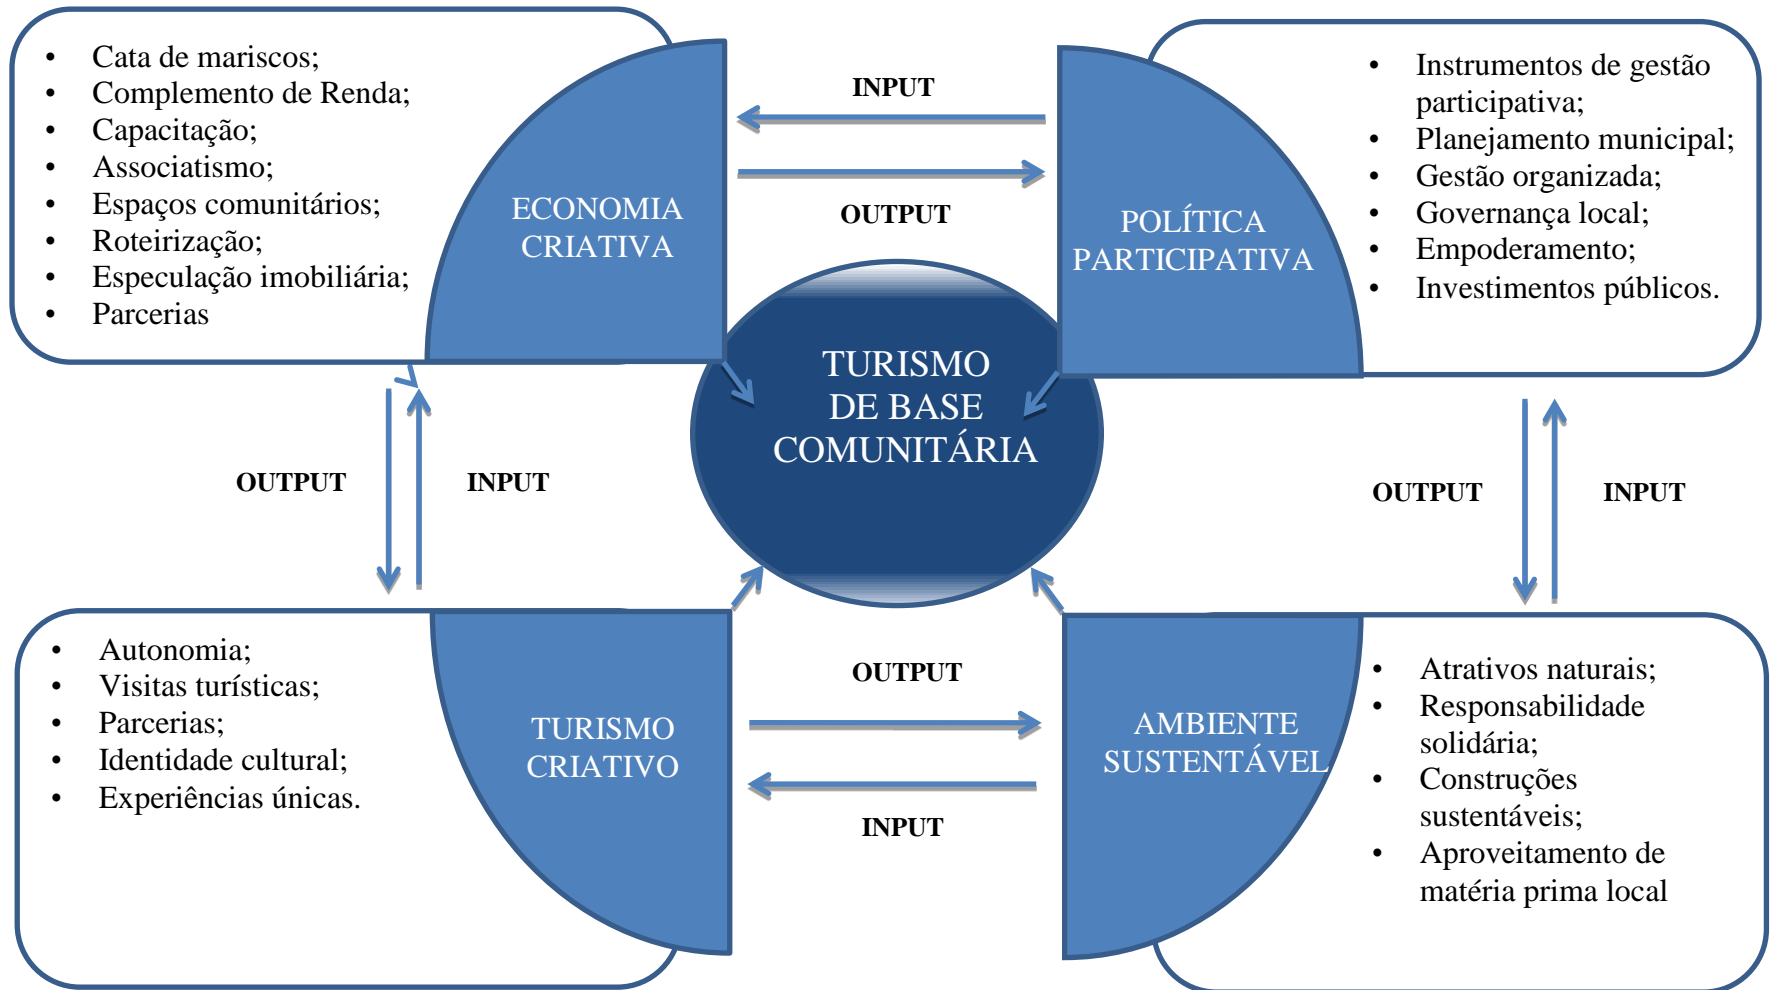 • Cata de mariscos;
• Complemento de Renda;
• Capacitação;
• Associatismo;
• Espaços comunitários;
• Roteirização;
• Especulação imobiliária;
• Parcerias
ECONOMIA
CRIATIVA
INPUT
OUTPUT
POLÍTICA
PARTICIPATIVA
• Instrumentos de gestão
participativa;
• Planejamento municipal;
• Gestão organizada;
• Governança local;
• Empoderamento;
• Investimentos públicos.
TURISMO
DE BASE
COMUNITÁRIA
OUTPUT
INPUT
OUTPUT
INPUT
• Autonomia;
• Visitas turísticas;
• Parcerias;
• Identidade cultural;
• Experiências únicas.
TURISMO
CRIATIVO
OUTPUT
INPUT
AMBIENTE
SUSTENTÁVEL
• Atrativos naturais;
• Responsabilidade
solidária;
• Construções
sustentáveis;
• Aproveitamento de
matéria prima local